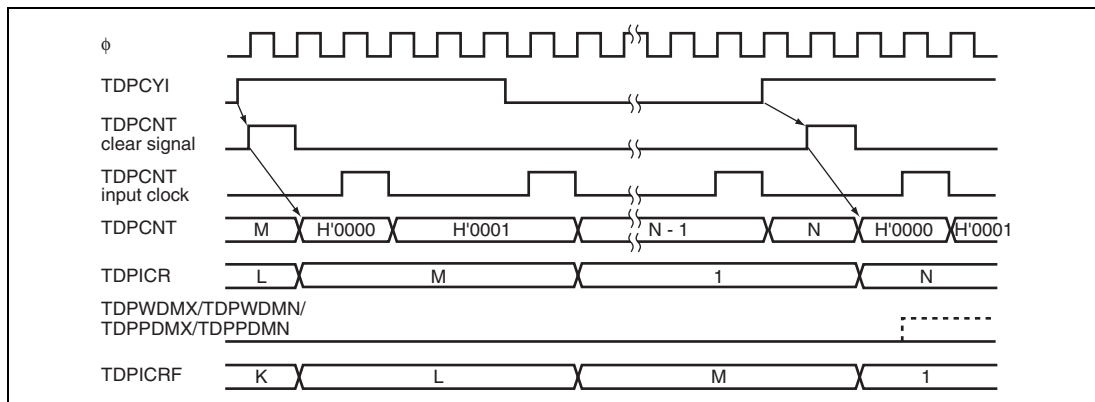 φ
TDPCYI
TDPCNT
clear signal
TDPCNT
input clock
TDPCNT M H'0000 H'0001 N - 1 N H'0000 H'0001
TDPICR L M 1 N
TDPWDMX/TDPWDMN/
TDPPDMX/TDPPDMN
TDPICRF K L M 1